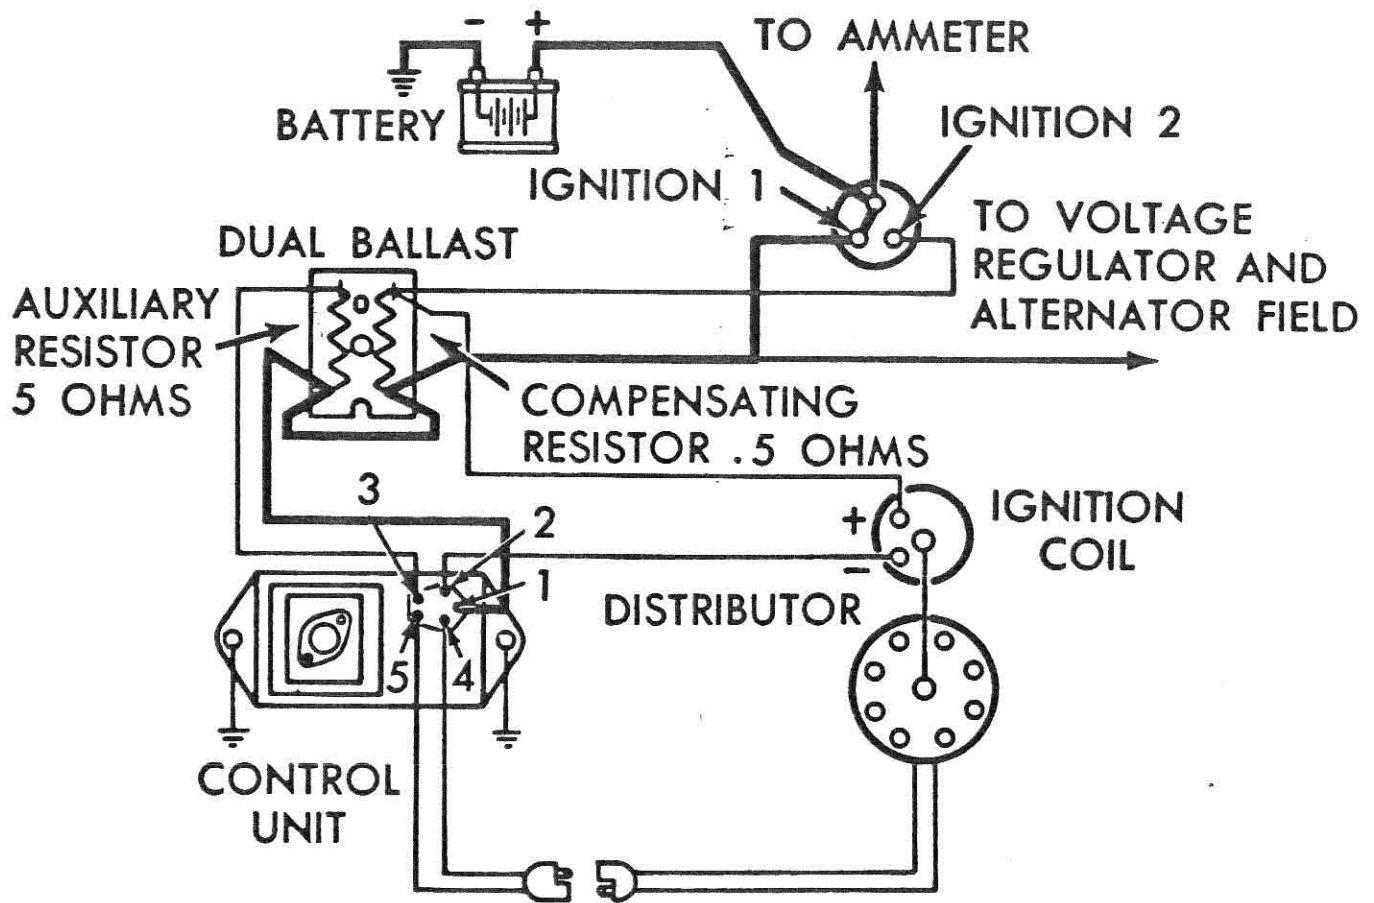 - +
TO AMMETER
BATTERY
IGNITION 2
IGNITION 1
TO VOLTAGE
REGULATOR AND
ALTERNATOR FIELD
DUAL BALLAST
AUXILIARY
RESISTOR
5 OHMS
COMPENSATING
RESISTOR .5 OHMS
3
2
1
5
4
+
-
IGNITION
COIL
DISTRIBUTOR
CONTROL
UNIT